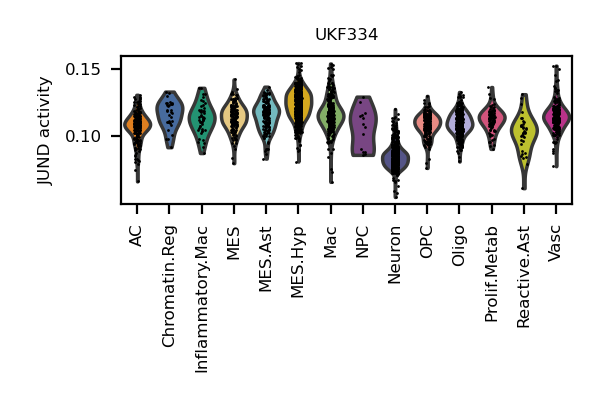 UKF334
JUND activity
0.15
0.10
AC
Chromatin.Reg
Inflammatory.Mac
MES
MES.Ast
MES.Hyp
Mac
NPC
Neuron
OPC
Oligo
Prolif.Metab
Reactive.Ast
Vasc